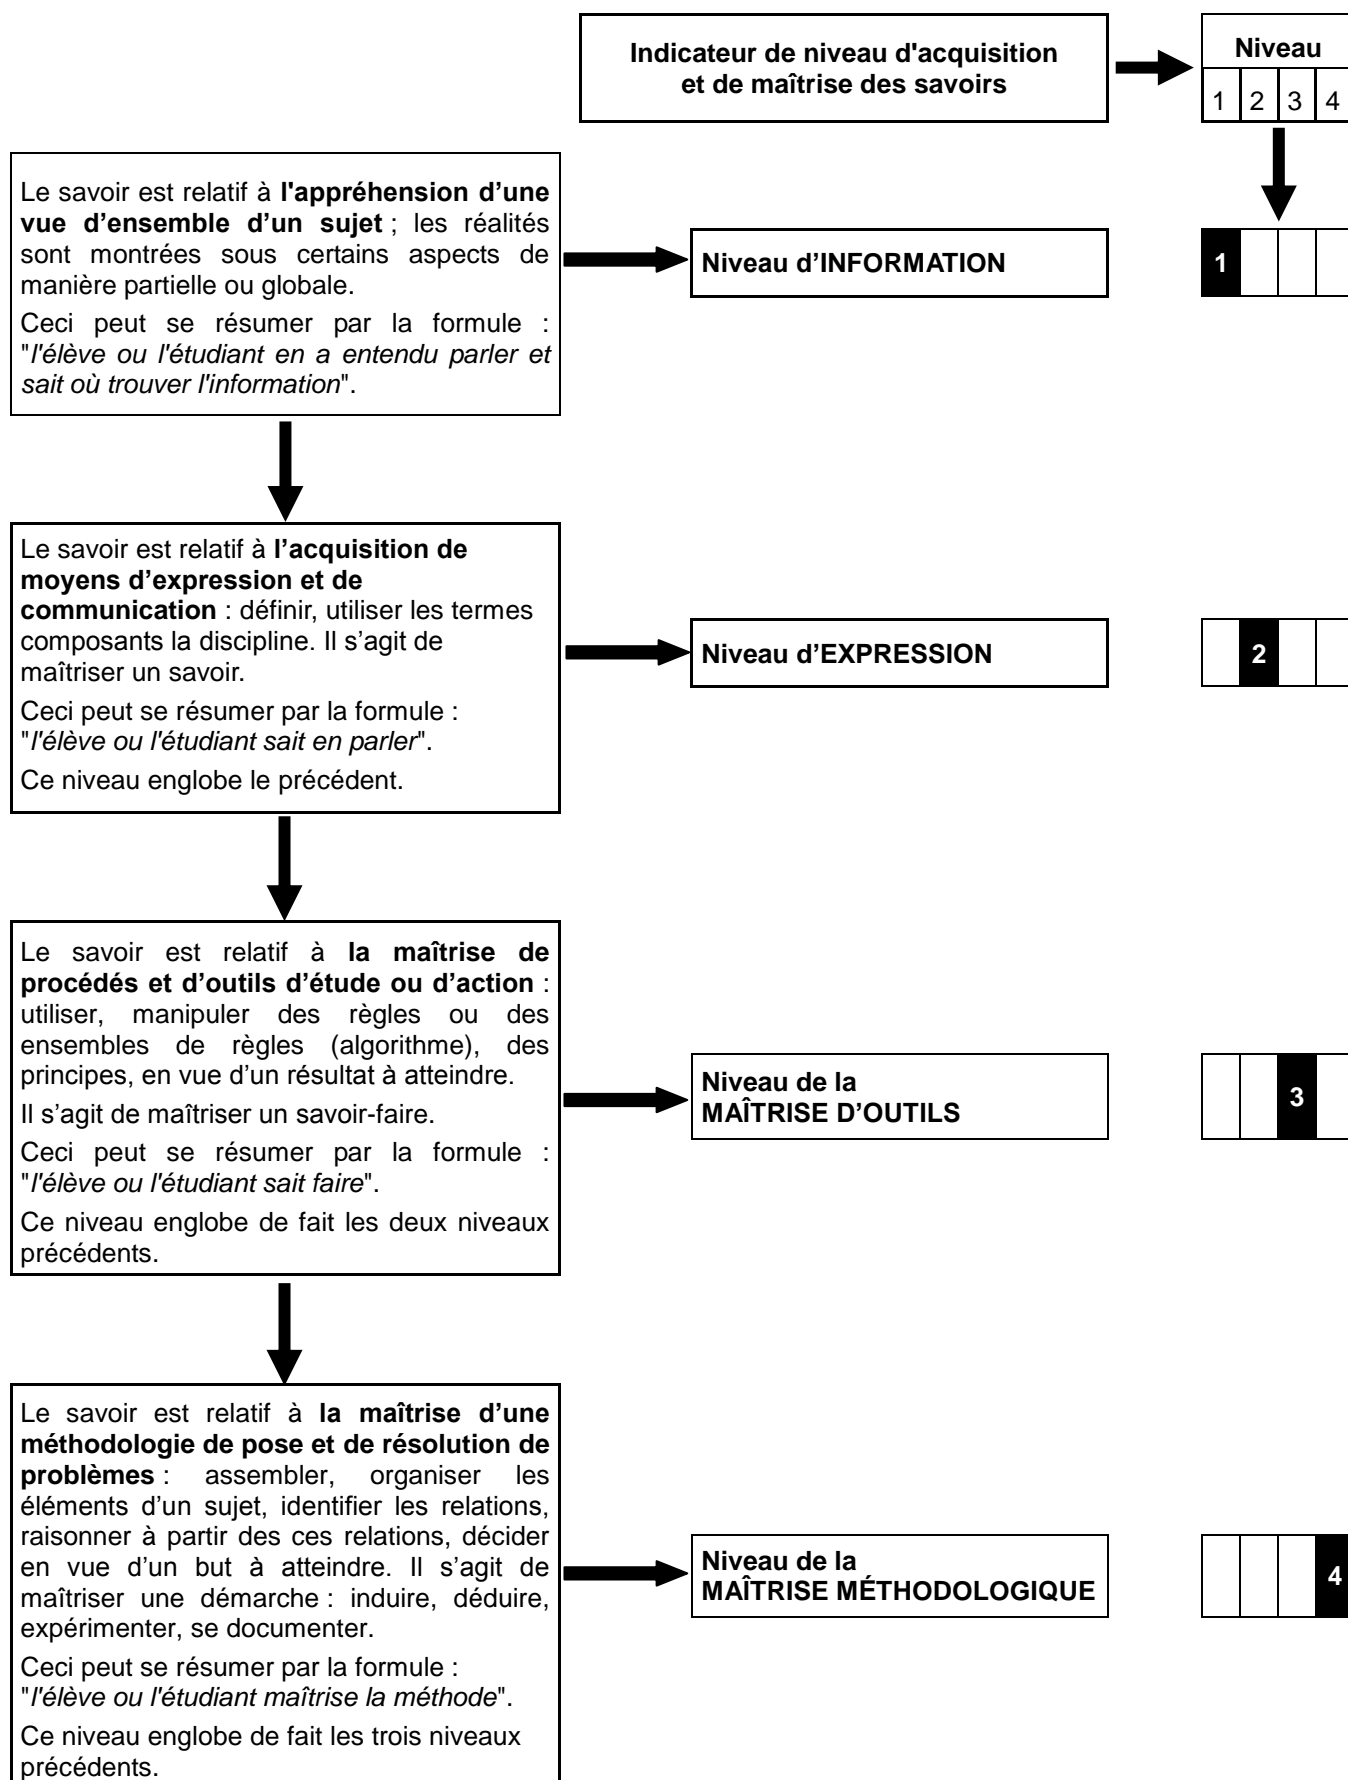 Indicateur de niveau d'acquisition
et de maîtrise des savoirs
Niveau
1 2 3 4
Le savoir est relatif à l'appréhension d’une
vue d’ensemble d’un sujet ; les réalités
sont montrées sous certains aspects de
manière partielle ou globale.
Ceci peut se résumer par la formule :
"l'élève ou l'étudiant en a entendu parler et
sait où trouver l'information".
Niveau d’INFORMATION
1
Le savoir est relatif à l’acquisition de
moyens d’expression et de
communication : définir, utiliser les termes
composants la discipline. Il s’agit de
maîtriser un savoir.
Ceci peut se résumer par la formule :
"l'élève ou l'étudiant sait en parler".
Ce niveau englobe le précédent.
Niveau d’EXPRESSION
2
Le savoir est relatif à la maîtrise de
procédés et d’outils d’étude ou d’action :
utiliser, manipuler des règles ou des
ensembles de règles (algorithme), des
principes, en vue d’un résultat à atteindre.
Il s’agit de maîtriser un savoir-faire.
Ceci peut se résumer par la formule :
"l'élève ou l'étudiant sait faire".
Ce niveau englobe de fait les deux niveaux
précédents.
Niveau de la
MAÎTRISE D’OUTILS
3
Le savoir est relatif à la maîtrise d’une
méthodologie de pose et de résolution de
problèmes : assembler, organiser les
éléments d’un sujet, identifier les relations,
raisonner à partir des ces relations, décider
en vue d’un but à atteindre. Il s’agit de
maîtriser une démarche : induire, déduire,
expérimenter, se documenter.
Ceci peut se résumer par la formule :
"l'élève ou l'étudiant maîtrise la méthode".
Ce niveau englobe de fait les trois niveaux
précédents.
Niveau de la
MAÎTRISE MÉTHODOLOGIQUE
4